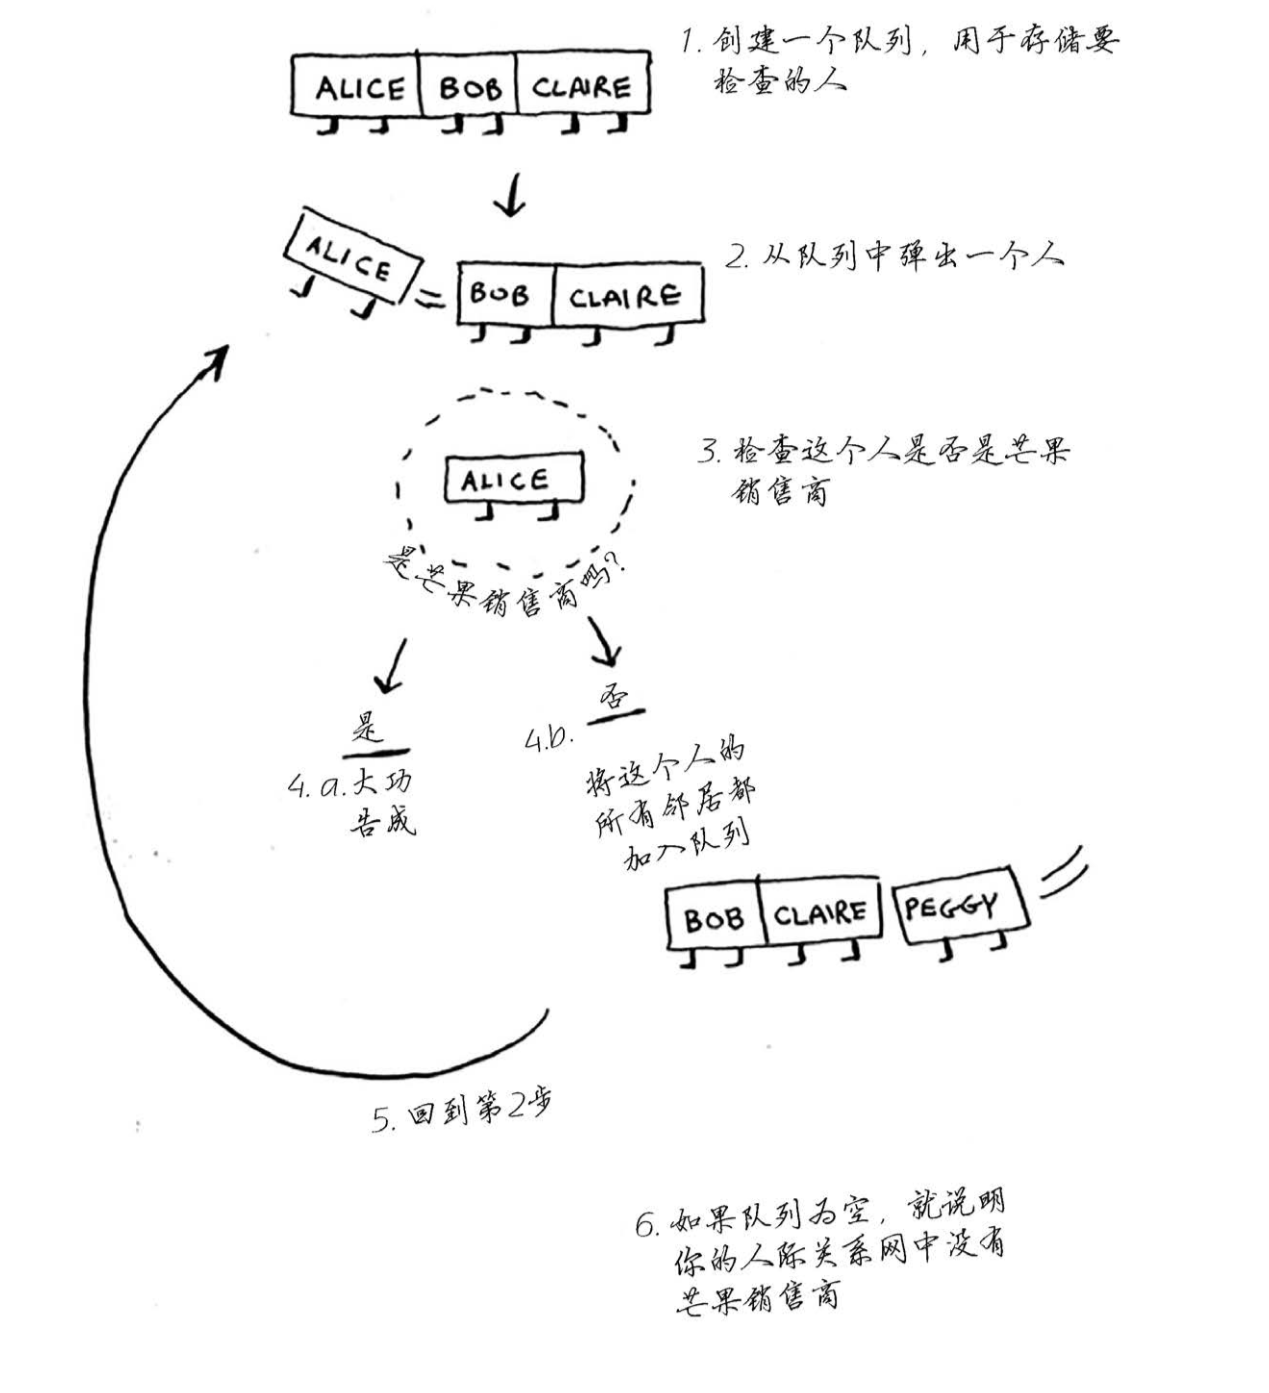 ALICE BOB CLAIRE
1. 创建一个队列，用于存储要
检查的人
ALICE
BOB CLAIRE
2. 从队列中弹出一个人
ALICE
3. 检查这个人是否是芒果
销售商
是芒果销售商吗？
是
4.a. 大功
告成
否
4.b.
将这个人的
所有邻居都
加入队列
BOB CLAIRE PEGGY
5. 回到第2步
6. 如果队列为空，就说明
你的人际关系网中没有
芒果销售商